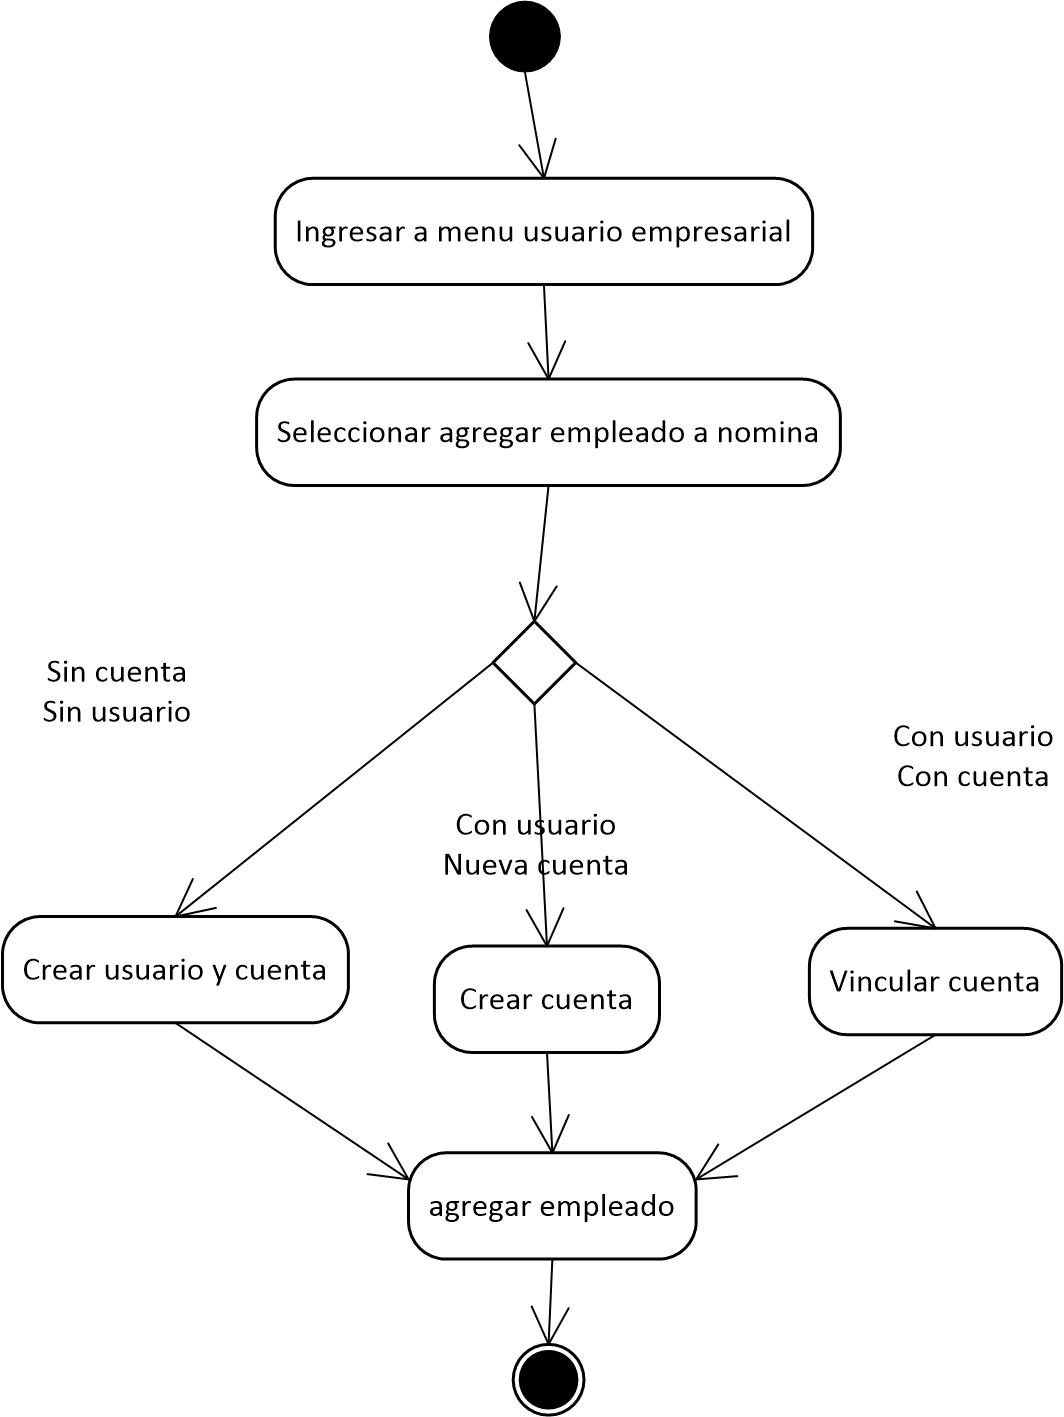 Ingresar a menu usuario empresarial
Seleccionar agregar empleado a nomina
Sin cuenta
Sin usuario
Con usuario
Nueva cuenta
Con usuario
Con cuenta
Crear usuario y cuenta
Crear cuenta
Vincular cuenta
agregar empleado